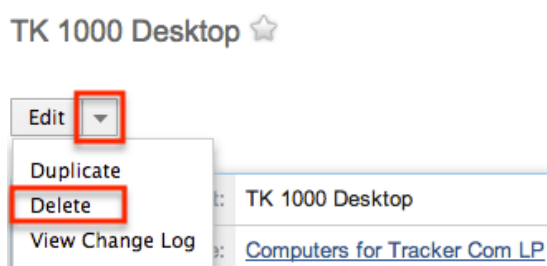 TK 1000 Desktop
Edit
Duplicate
Delete
View Change Log
t: TK 1000 Desktop
e: Computers for Tracker Com LP